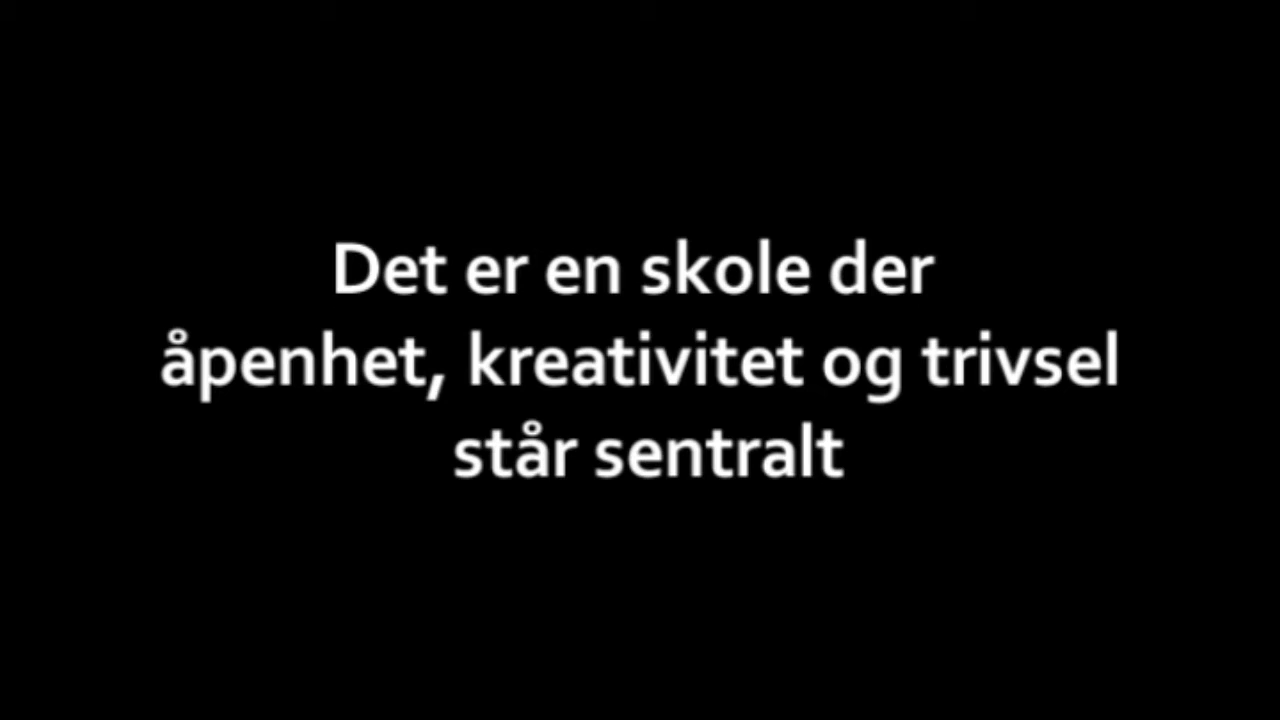 Det er en skole der
åpenhet, kreativitet og trivsel
står sentralt